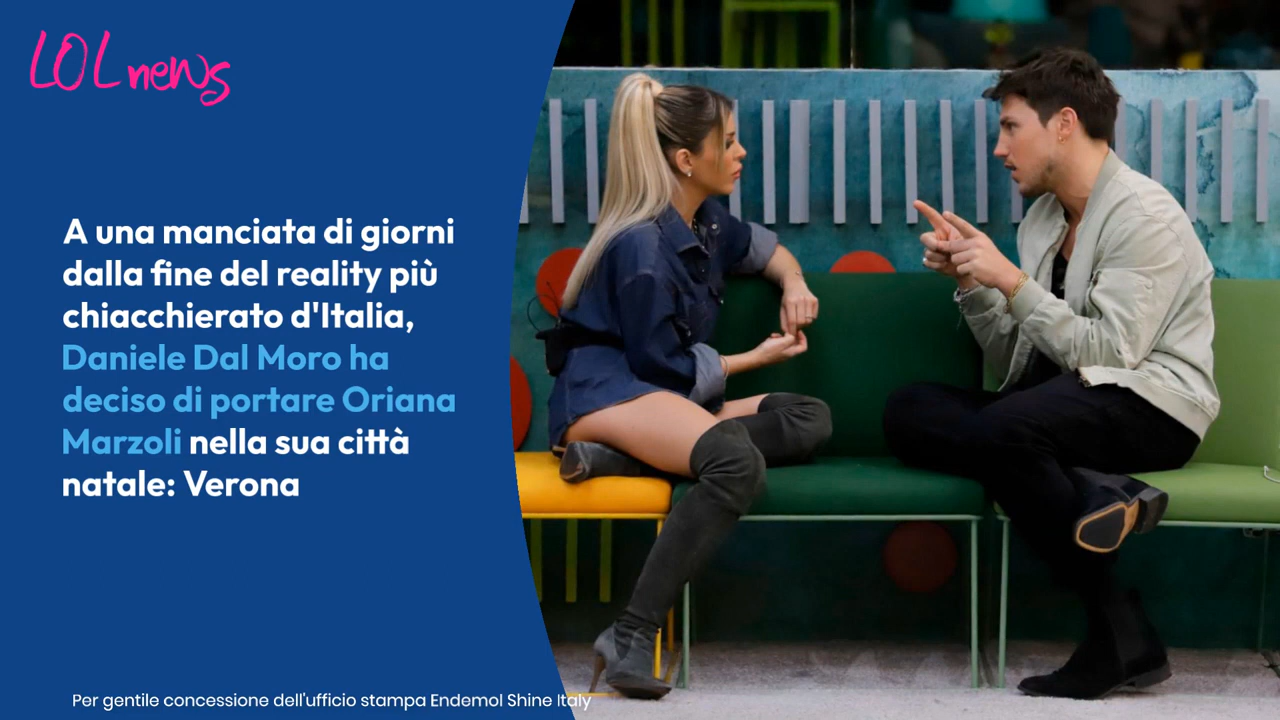 LOL news
A una manciata di giorni
dalla fine del reality più
chiacchierato d'Italia,
Daniele Dal Moro ha
deciso di portare Oriana
Marzoli nella sua città
natale: Verona
Per gentile concessione dell'ufficio stampa Endemol Shine Italy